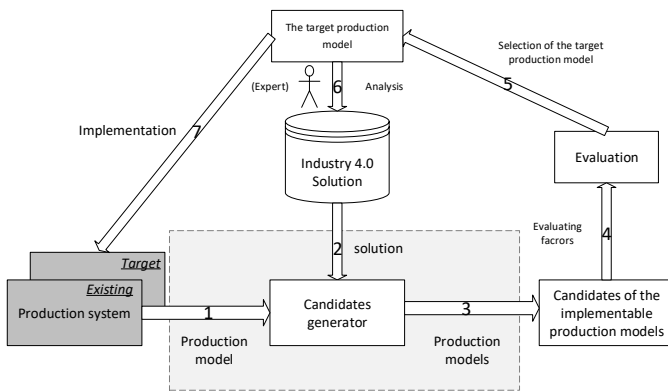 The target production
model
Selection of the target
production model
5
(Expert)
6
Analysis
Implementation
7
Industry 4.0
Solution
Evaluation
2
solution
Evaluating
facrors
4
Target
Existing
Production system
1
Production
model
Candidates
generator
3
Production
models
Candidates of the
implementable
production models